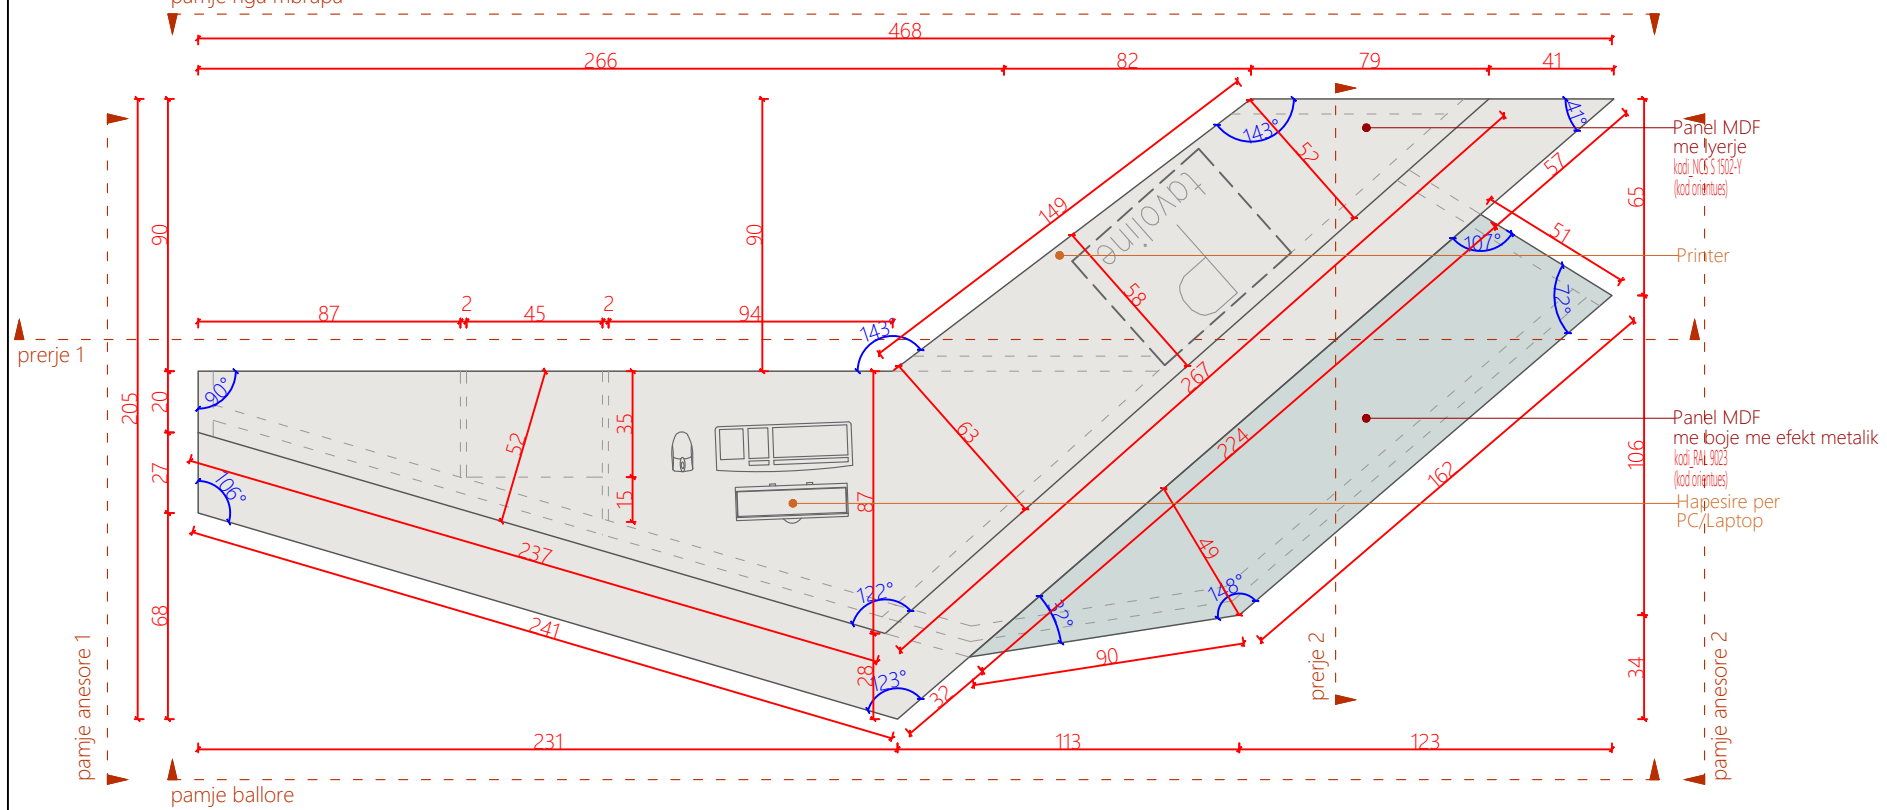 pamje nga mbrapa
468
266 82 79 41
143°
41°
Panel MDF
me lyerje
kodi_NCS S 1502-Y
(kod orientues)
52
57
65
149
tavoline
P
51
107°
90
90
Printer
58
72°
87 2 45 2 94
143°
prerje 1
267
205
20
90°
35
52
63
Panel MDF
me boje me efekt metalik
kodi_RAL 9023
(kod orientues)
224
106
162
27
106°
15
87
Hapesire per
PC/Laptop
237
49
122°
148°
32°
68
241
28
123°
32
90
34
prerje 2
pamje anesore 1
pamje anesore 2
231 113 123
pamje ballore